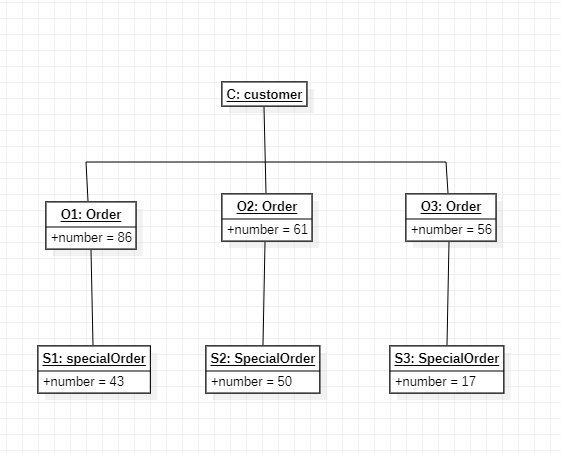 C: customer
O1: Order
+number = 86
O2: Order
+number = 61
O3: Order
+number = 56
S1: specialOrder
+number = 43
S2: SpecialOrder
+number = 50
S3: SpecialOrder
+number = 17